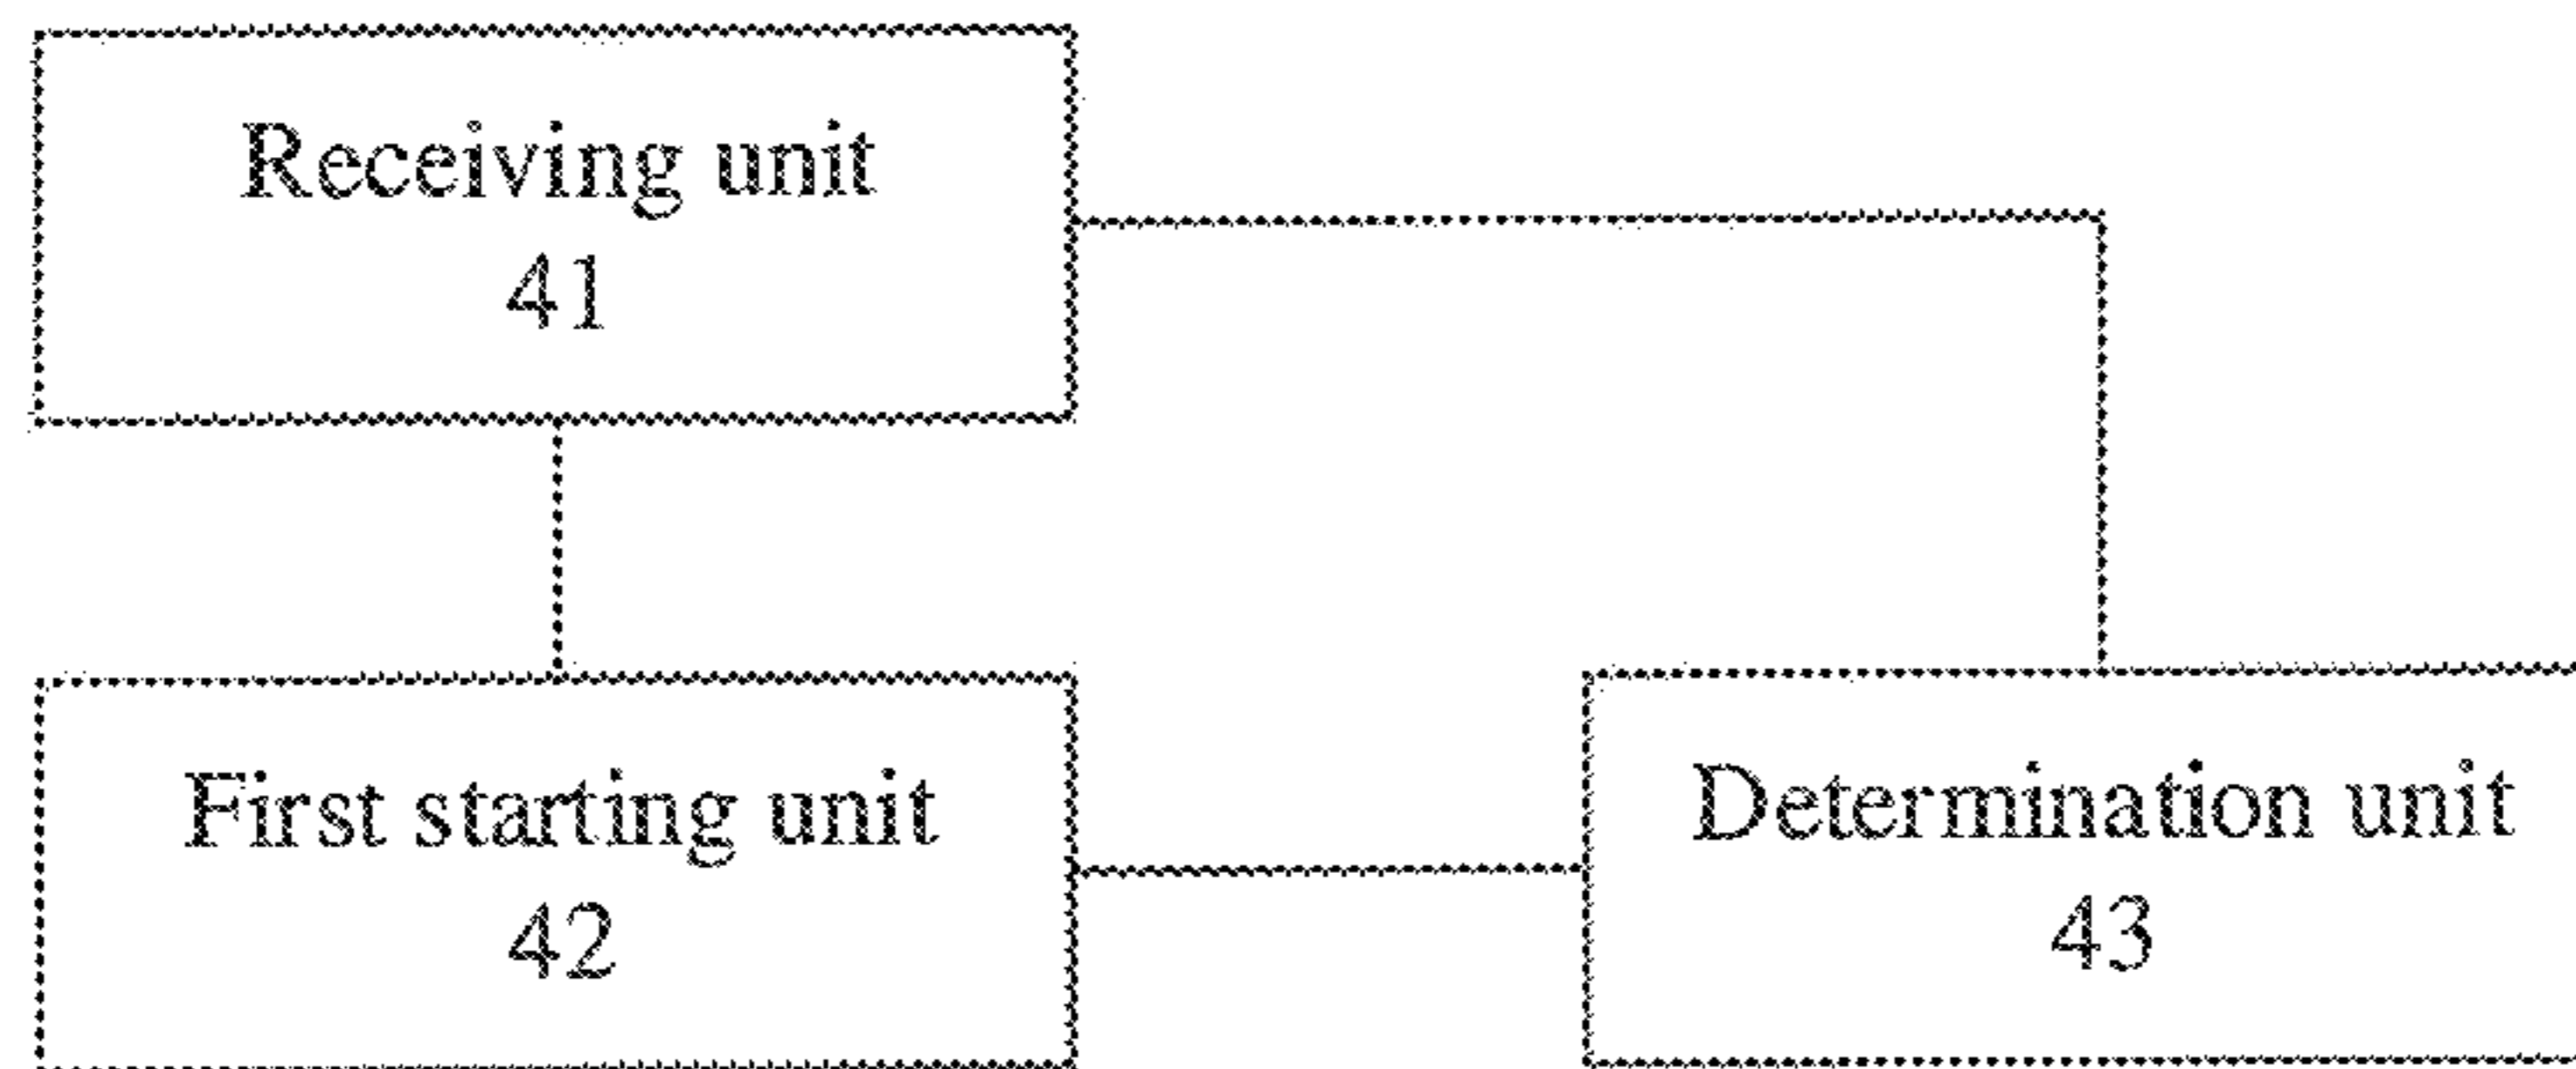 Receiving unit
41
First starting unit
42
Determination unit
43